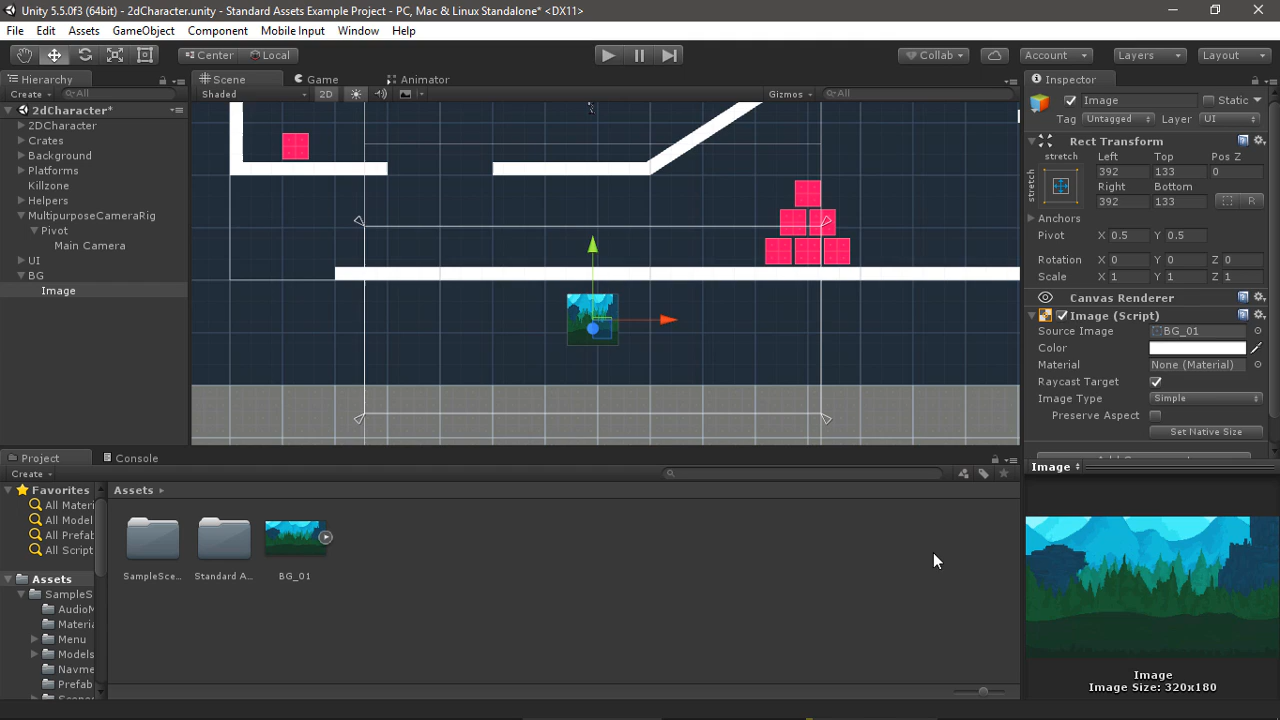 Unity 5.5.0f3 (64bit) - 2dCharacter.unity - Standard Assets Example Project - PC, Mac & Linux Standalone* <DX11>
File Edit Assets GameObject Component Mobile Input Window Help
Center Local Collab Account Layers Layout
Hierarchy Scene Game Animator Inspector
Create All Shaded 2D Gizmos All
2dCharacter*
2DCharacter
Crates
Background
Platforms
Killzone
Helpers
MultipurposeCameraRig
Pivot
Main Camera
UI
BG
Image
Image Static
Tag Untagged Layer UI
Rect Transform
stretch Left Top Pos Z
stretch 392 133 0
Right Bottom
392 133 R
Anchors
Pivot X 0.5 Y 0.5
Rotation X 0 Y 0 Z 0
Scale X 1 Y 1 Z 1
Canvas Renderer
Image (Script)
Source Image BG_01
Color
Material None (Material)
Raycast Target
Image Type Simple
Preserve Aspect
Set Native Size
Project Console
Create
Favorites
All Materi
All Model
All Prefab
All Script
Assets
SampleS
AudioM
Materia
Menu
Models
Navme
Prefab
Assets
SampleSce... Standard A... BG_01
Image
Image
Image Size: 320x180